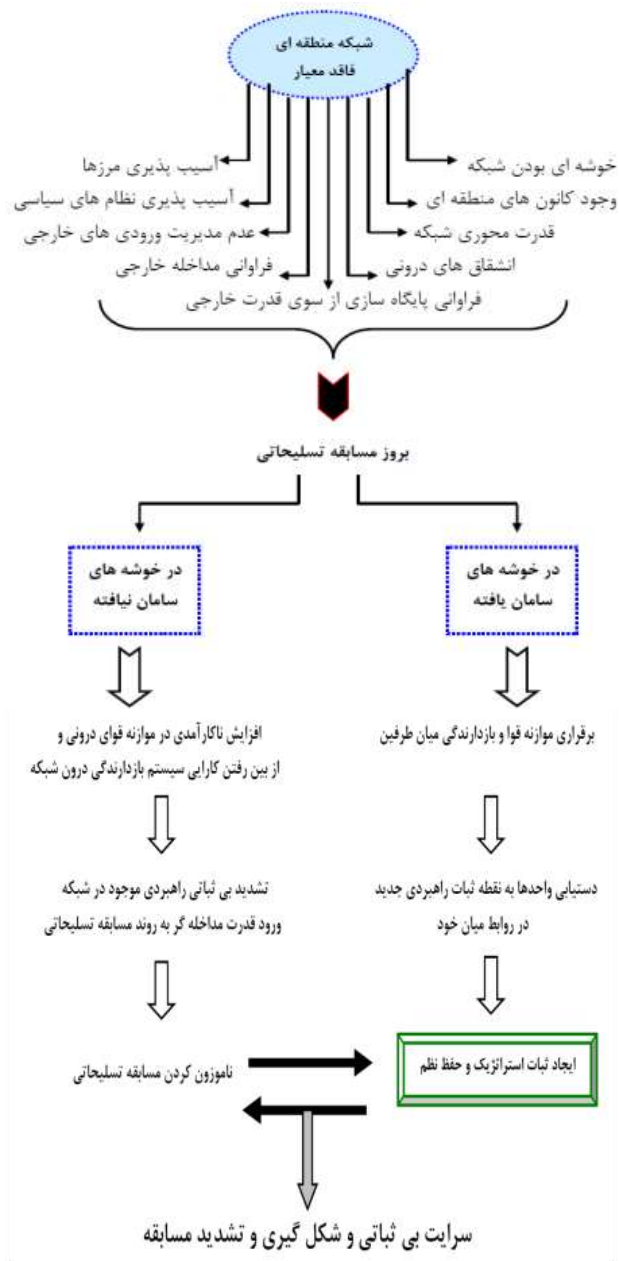 شبکه منطقه ای
فاقد معیار
خوشه ای بودن شبکه
آسیب پذیری مرزها
وجود کانون های منطقه ای
آسیب پذیری نظام های سیاسی
قدرت محوری شبکه
عدم مدیریت ورودی های خارجی
انشقاق های درونی
فراوانی مداخله خارجی
فراوانی پایگاه سازی از سوی قدرت خارجی
بروز مسابقه تسلیحاتی
در خوشه های
سامان یافته
در خوشه های
سامان نیافته
برقراری موازنه قوا و بازدارندگی میان طرفین
افزایش ناکارآمدی در موازنه قوای درونی و
از بین رفتن کارایی سیستم بازدارندگی درون شبکه
دستیابی واحدها به نقطه ثبات راهبردی جدید
در روابط میان خود
تشدید بی ثباتی راهبردی موجود در شبکه
ورود قدرت مداخله گر به روند مسابقه تسلیحاتی
ایجاد ثبات استراتژیک و حفظ نظم
ناموزون کردن مسابقه تسلیحاتی
سرایت بی ثباتی و شکل گیری و تشدید مسابقه